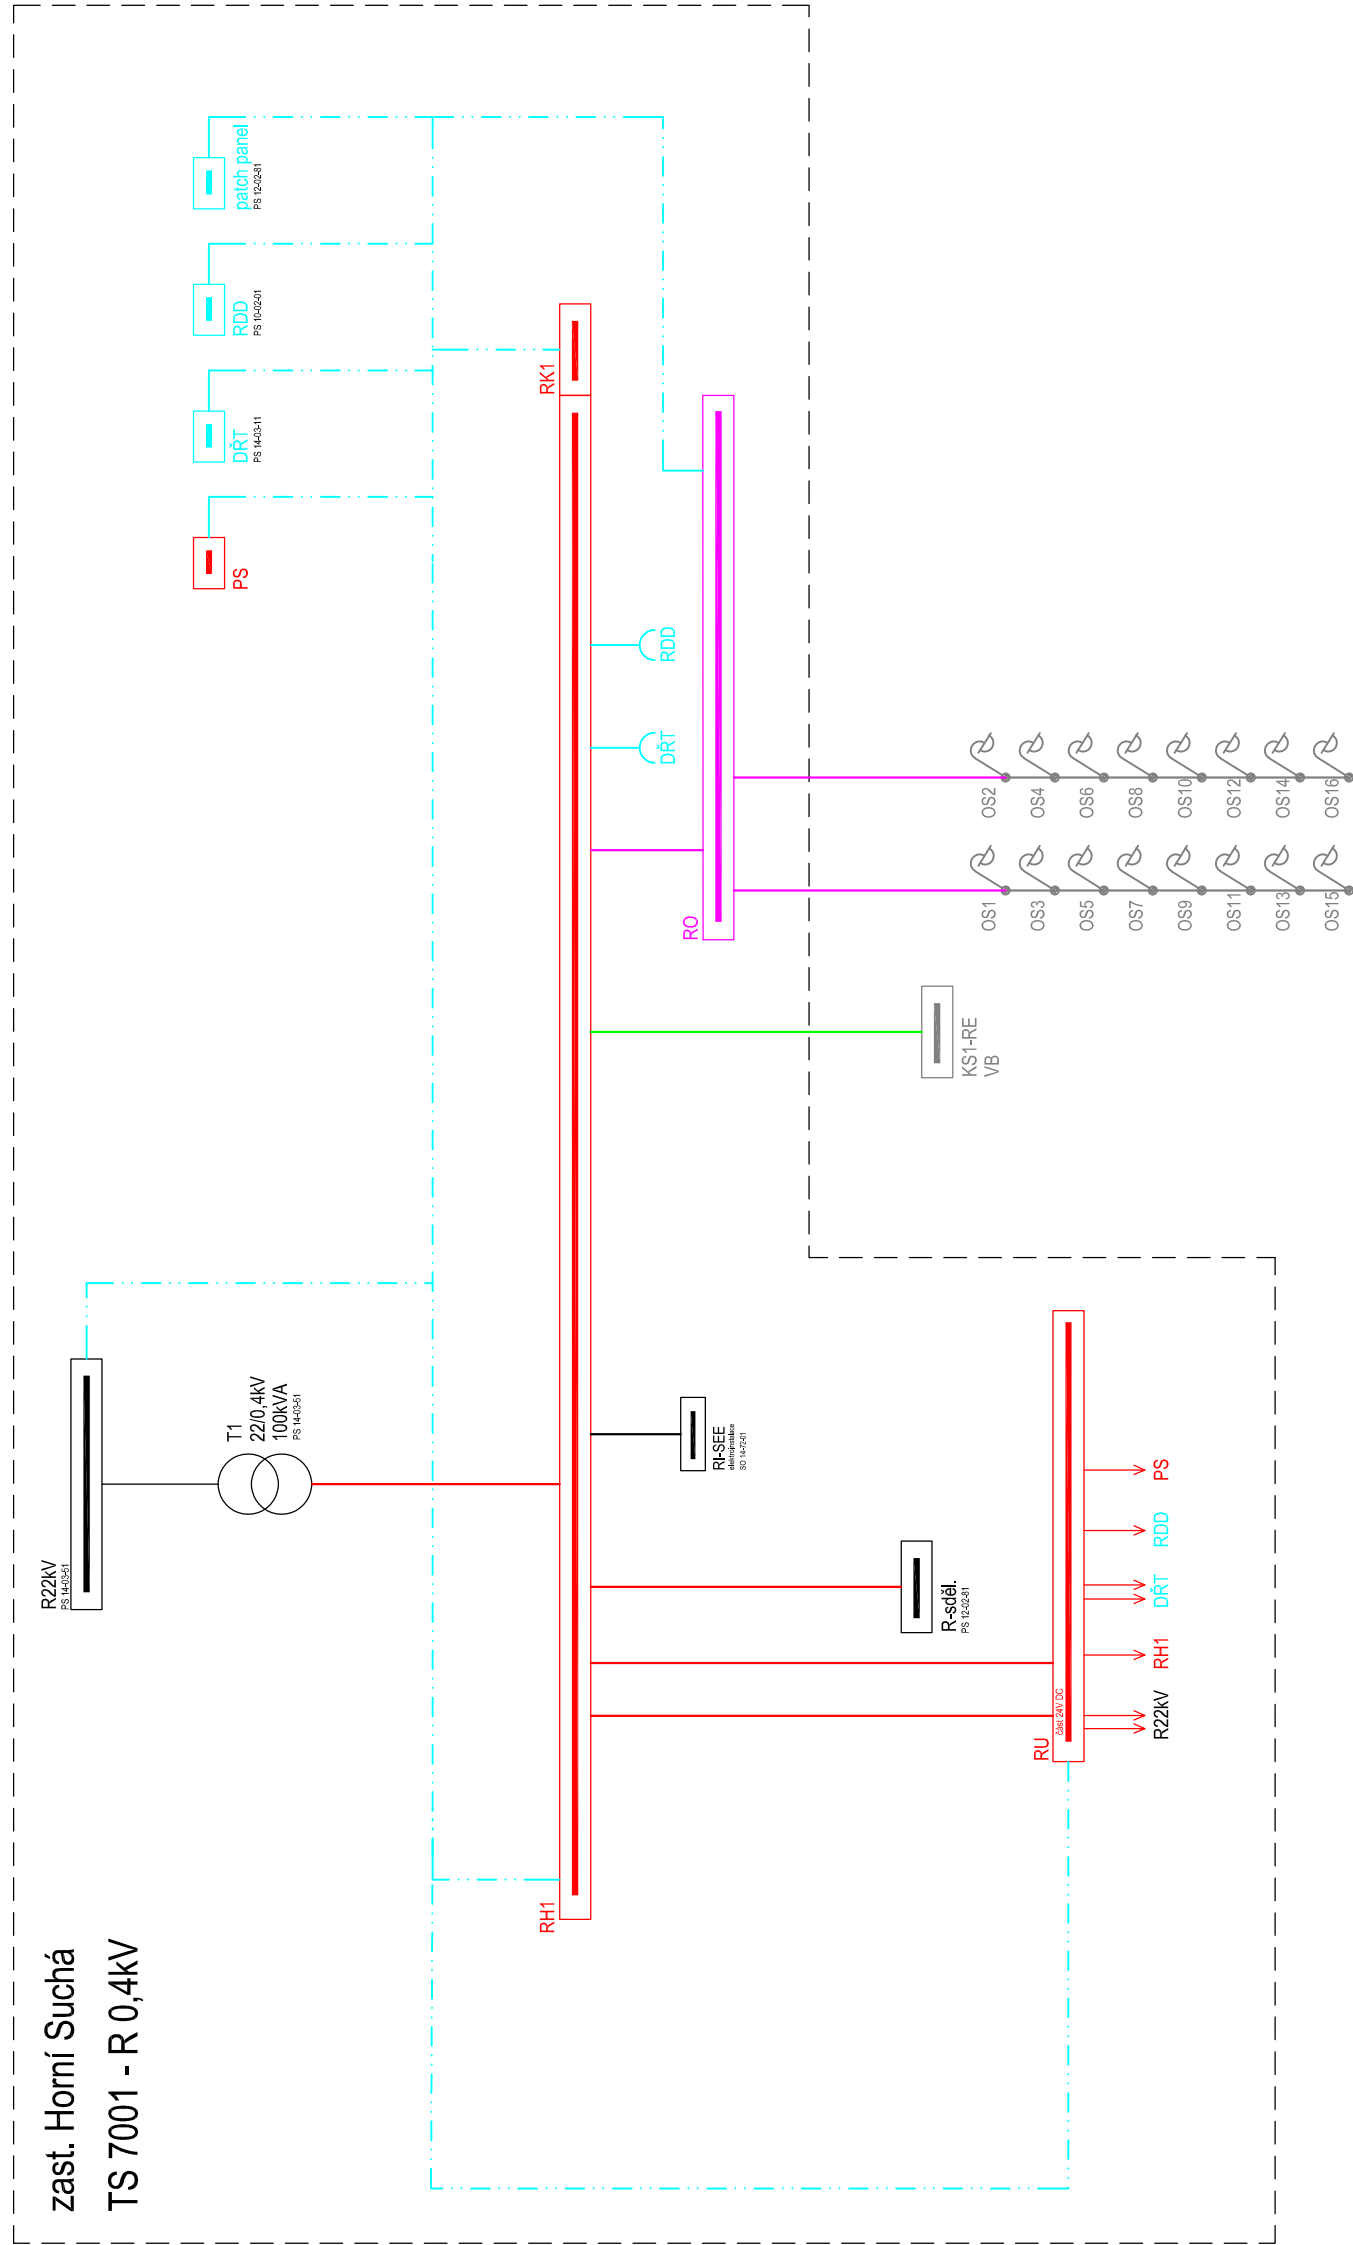 zast. Horní Suchá
TS 7001 - R 0,4kV
R22kV
PS 14-03-51
T1
22/0,4kV
100kVA
PS 14-03-51
PS
DŘT
PS 14-03-11
RDD
PS 10-02-01
patch panel
PS 12-02-81
RH1
RK1
DŘT
RDD
RO
RI-SEE
elektroinstalace
SO 14-72-01
R-sděl.
PS 12-02-81
KS1-RE
VB
RU
část 24V DC
R22kV
RH1
DŘT
RDD
PS
OS1
OS3
OS5
OS7
OS9
OS11
OS13
OS15
OS2
OS4
OS6
OS8
OS10
OS12
OS14
OS16